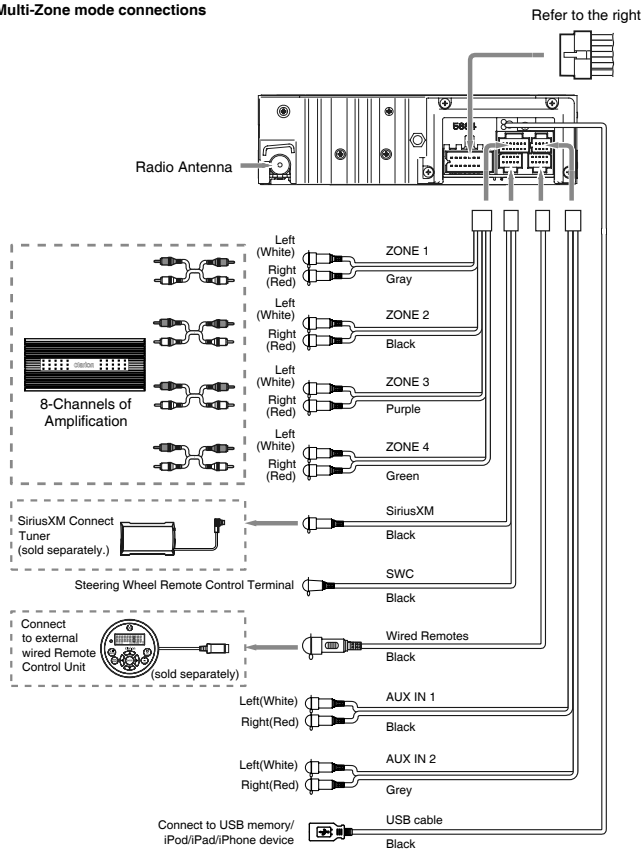 Multi-Zone mode connections
Refer to the right
Radio Antenna
Left
(White)
ZONE 1
Right
(Red)
Gray
Left
(White)
ZONE 2
Right
(Red)
Black
clarion
8-Channels of
Amplification
Left
(White)
ZONE 3
Right
(Red)
Purple
Left
(White)
ZONE 4
Right
(Red)
Green
SiriusXM Connect
Tuner
(sold separately.)
SiriusXM
Black
Steering Wheel Remote Control Terminal
SWC
Black
Connect
to external
wired Remote
Control Unit
(sold separately)
Wired Remotes
Black
Left(White)
AUX IN 1
Right(Red)
Black
Left(White)
AUX IN 2
Right(Red)
Grey
Connect to USB memory/
iPod/iPad/iPhone device
USB cable
Black